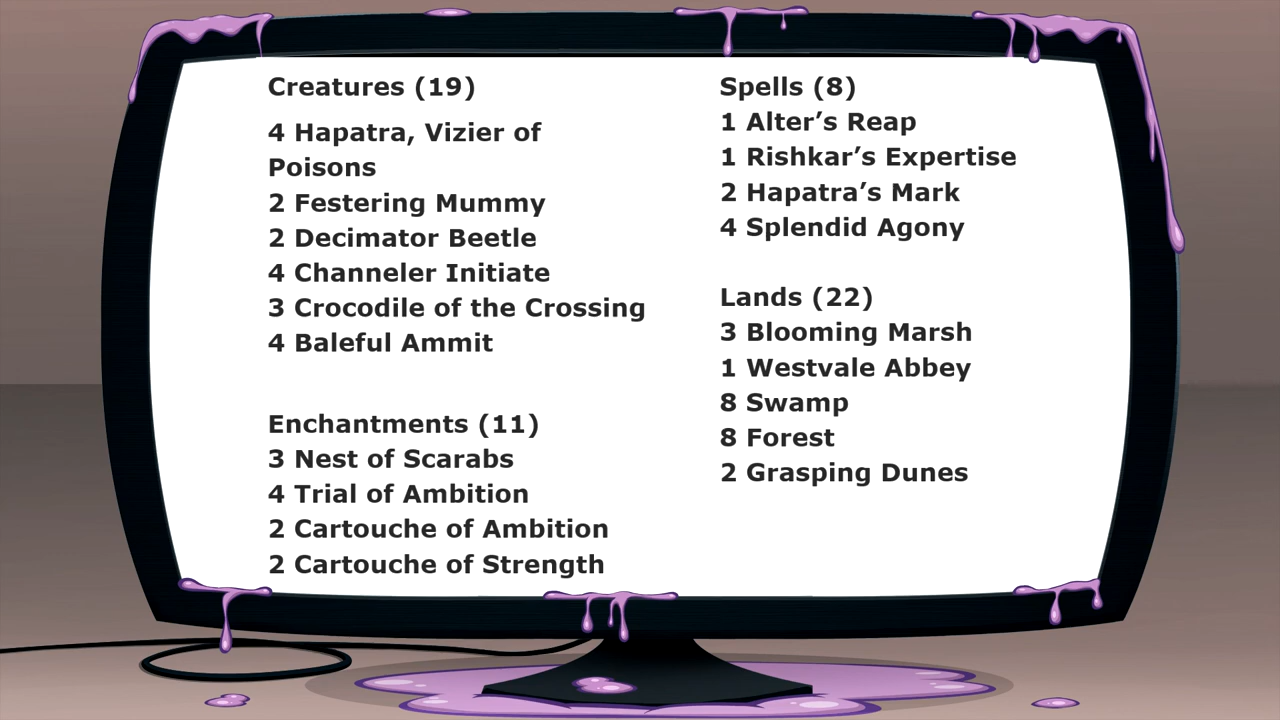 Creatures (19)
4 Hapatra, Vizier of
Poisons
2 Festering Mummy
2 Decimator Beetle
4 Channeler Initiate
3 Crocodile of the Crossing
4 Baleful Ammit
Enchantments (11)
3 Nest of Scarabs
4 Trial of Ambition
2 Cartouche of Ambition
2 Cartouche of Strength
Spells (8)
1 Alter’s Reap
1 Rishkar’s Expertise
2 Hapatra’s Mark
4 Splendid Agony
Lands (22)
3 Blooming Marsh
1 Westvale Abbey
8 Swamp
8 Forest
2 Grasping Dunes